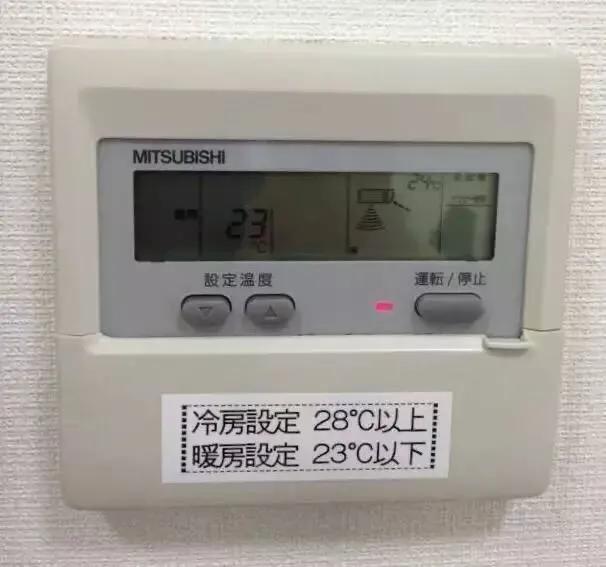 MITSUBISHI
24℃
23
℃
設定温度
運転/停止
▽
△
冷房設定 28℃以上
暖房設定 23℃以下